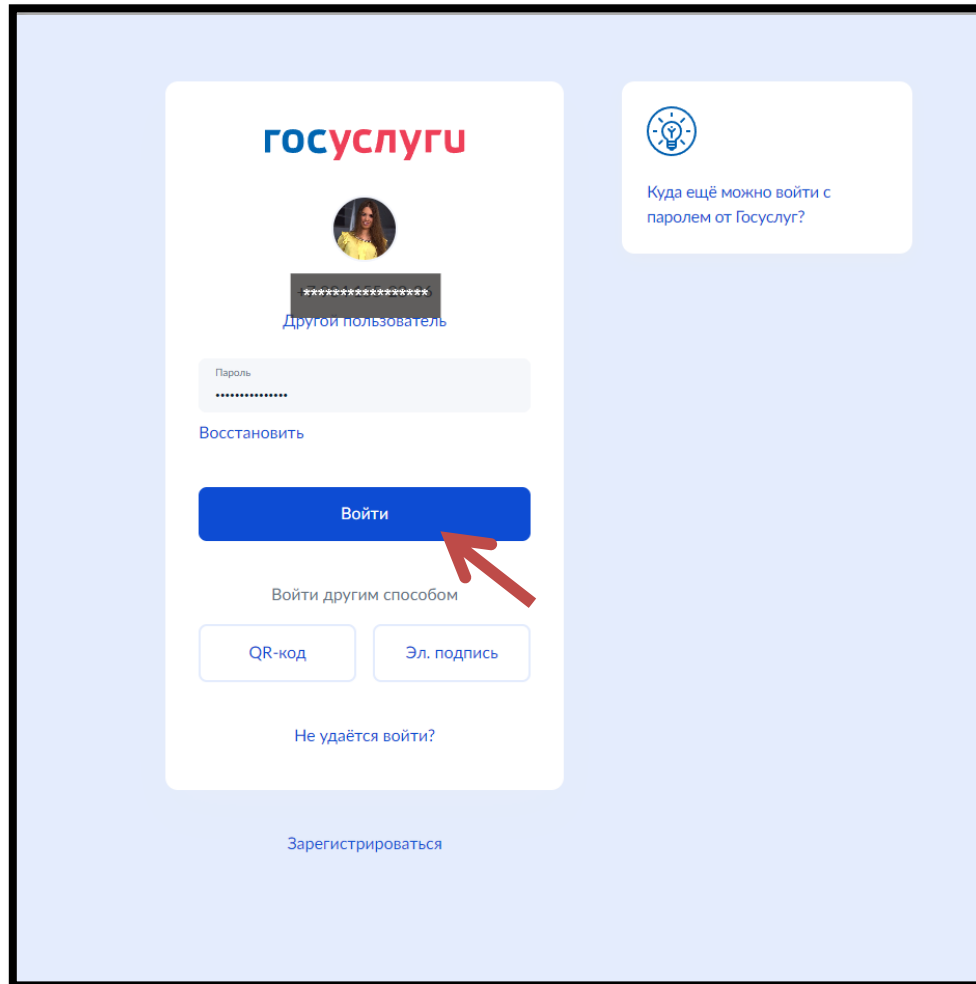 госуслуги
Куда ещё можно войти с
паролем от Госуслуг?
******************
Другой пользователь
Пароль
•••••••••••••••
Восстановить
Войти
Войти другим способом
QR-код
Эл. подпись
Не удаётся войти?
Зарегистрироваться